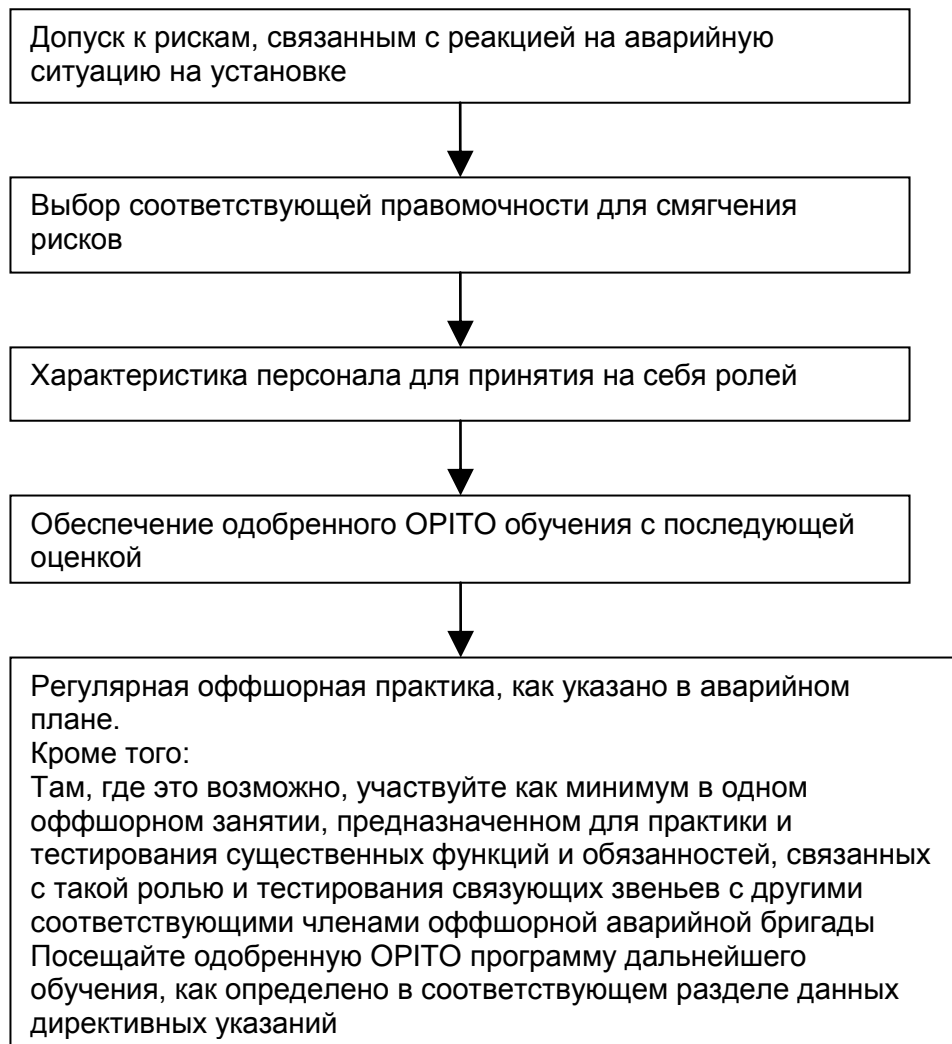 Допуск к рискам, связанным с реакцией на аварийную
ситуацию на установке
Выбор соответствующей правомочности для смягчения
рисков
Характеристика персонала для принятия на себя ролей
Обеспечение одобренного OPITO обучения с последующей
оценкой
Регулярная оффшорная практика, как указано в аварийном
плане.
Кроме того:
Там, где это возможно, участвуйте как минимум в одном
оффшорном занятии, предназначенном для практики и
тестирования существенных функций и обязанностей, связанных
с такой ролью и тестирования связующих звеньев с другими
соответствующими членами оффшорной аварийной бригады
Посещайте одобренную OPITO программу дальнейшего
обучения, как определено в соответствующем разделе данных
директивных указаний